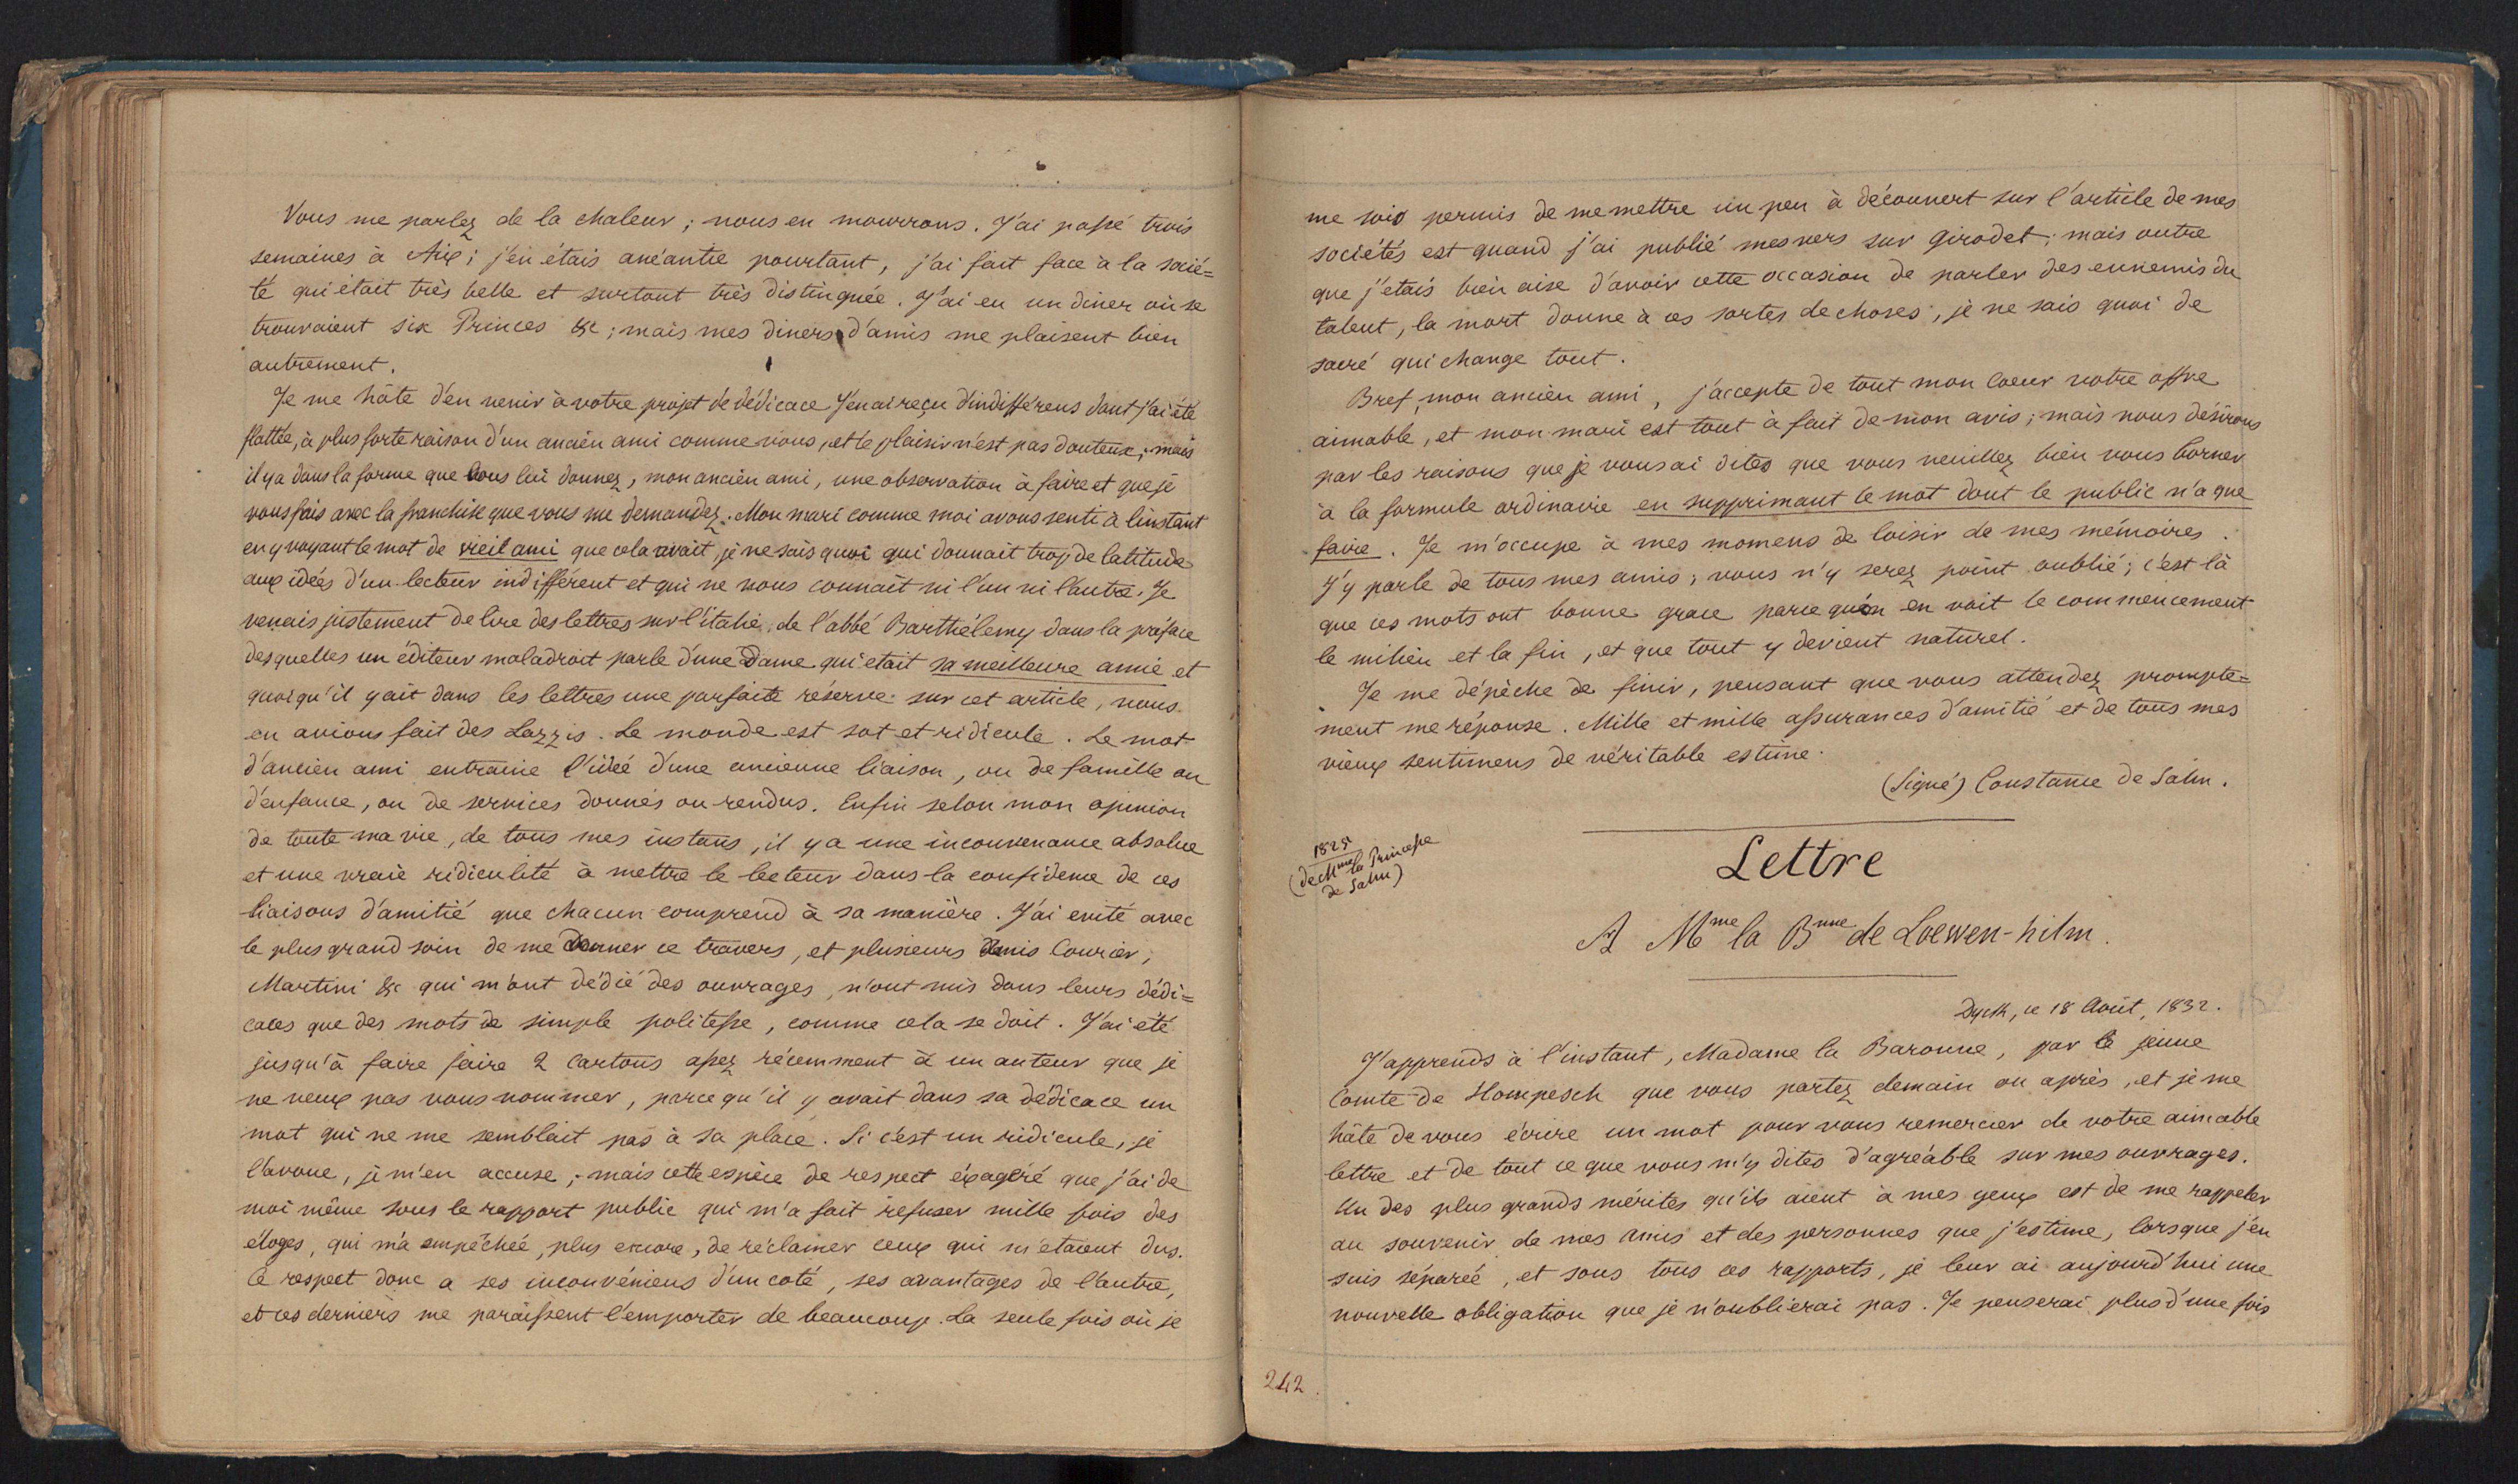 Vous me parlez de la chaleur ; nous en mourrons. J'ai passé trois
semaines à Aix ; j'en étais anéantie pourtant, j'ai fait face à la socié=
té qui était très belle et surtout très distinguée. J'ai eu un diner où se
trouvaient six Princes &c ; mais mes diners d'amis me plaisent bien
autrement.
Je me hâte d'en venir à votre projet de dédicace J'en ai reçu d'indifférens dont j'ai été
flattée, à plus forte raison d'un ancien ami comme vous, et le plaisir n'est pas douteux ; mais
il y a dans la forme que vous lui donnez, mon ancien ami, une observation à faire et que je
vous fais avec la franchise que vous me demandez. Mon mari comme moi avons senti à l'instant
en y voyant le mot de vieil ami que cela avait, je ne sais quoi qui donnait trop de latitude
aux idées d'un lecteur indifférent et qui ne nous connait ni l'un ni l'autre. Je
venais justement de lire des lettres sur l'italie, de l'abbé Barthélemy dans la préface
desquelles un éditeur maladroit parle d'une Dame qui était sa meilleure amie et
quoiqu'il y ait dans les lettres une parfaite réserve sur cet article, nous
en avions fait des Lazzis. Le monde est sot et ridicule. Le mot
d'ancien ami entraine l'idée d'une ancienne liaison, ou de famille ou
d'enfance, ou de services donnés ou rendus. Enfin selon mon opinion
de toute ma vie, de tous mes instans, il y a une inconvenance absolue
et une vraie ridiculité à mettre le lecteur dans la confidence de ces
liaisons d'amitié que chacun comprend à sa manière. J'ai evité avec
le plus grand soin de me donner ce travers, et plusieurs amis Courier,
Martini &c qui m'ont dédié des ouvrages, n'ont mis dans leurs dédi=
caces que des mots de simple politesse, comme cela se doit. J'ai été
jusqu'à faire faire 2 cartons assez récemment à un auteur que je
ne veux pas vous nommer, parce qu'il y avait dans sa dédicace un
mot qui ne me semblait pas à sa place. Si c'est un ridicule, je
l'avoue, je m'en accuse ; mais cette espèce de respect éxagéré que j'ai de
moi même sous le rapport public qui m'a fait refuser mille fois des
éloges, qui m'a empêchée, plus encore, de réclamer ceux qui m'étaient dus.
Ce respect donc a ses inconvéniens d'un coté, ses avantages de l'autre,
et ces derniers me paraissent l'emporter de beaucoup. La seule fois où je
me sois permis de me mettre un peu à découvert sur l'article de mes
sociétés est quand j'ai publié mes vers sur Girodet ; mais outre
que j'etais bien aise d'avoir cette occasion de parler des ennemis du
talent, la mort donne à ces sortes de choses, je ne sais quoi de
sacré qui change tout.
Bref, mon ancien ami, j'accepte de tout mon coeur votre offre
aimable, et mon mari est tout à fait de mon avis ; mais nous désirons
par les raisons que je vous ai dites que vous veuillez bien vous borner
à la formule ordinaire en supprimant le mot dont le public n'a que
faire. Je m'occupe à mes momens de loisir de mes mémoires.
J'y parle de tous mes amis ; vous n'y serez point oublié ; c'est là
que ces mots ont bonne grace parce qu'on en voit le commencement
le milieu et la fin, et que tout y devient naturel.
Je me dépêche de finir, pensant que vous attendez prompte=
ment me réponse. Mille et mille assurances d'amitié et de tous mes
vieux sentimens de véritable estime.
(Signé) Constance de Salm.
1825
(de Mme la Princesse
de Salm)
Lettre
A Mme la Bnne de Loewen-hilm.
Dyck, ce 18 Août, 1832.
J'apprends à l'instant, Madame la Baronne, par le jeune
Comte de Hompesch que vous partez demain ou après, et je me
hâte de vous écrire un mot pour vous remercier de votre aimable
lettre et de tout ce que vous m'y dites d'agréable sur mes ouvrages.
Un des plus grands mérites qu'ils aient à mes yeux est de me rappeler
au souvenir de mes amis et des personnes que j'estime, lorsque j'en
suis séparée, et sous tous ces rapports, je leur ai aujourd'hui une
nouvelle obligation que je n'oublierai pas. Je penserai plus d'une fois
242.